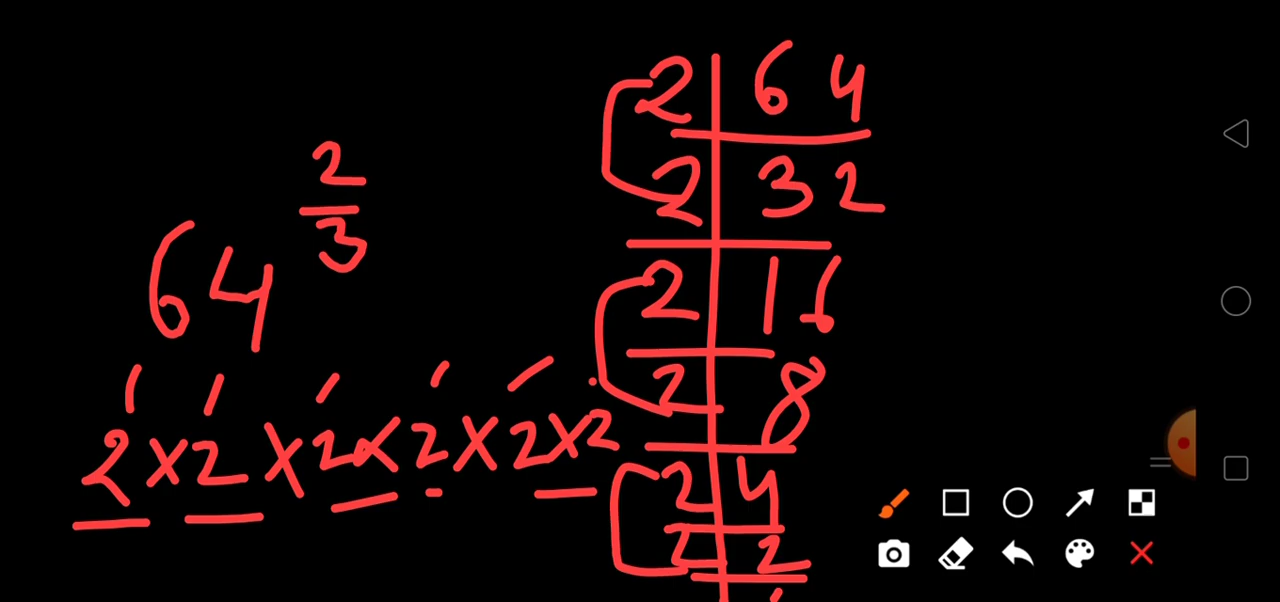 64^(2/3)
2×2×2×2×2×2
2 | 64
2 | 32
2 | 16
2 | 8
2 | 4
2 | 2